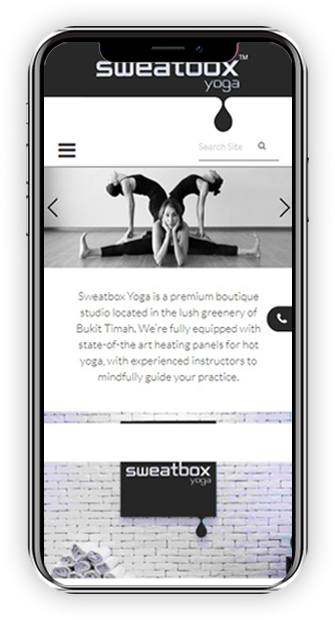 sweatbox™
yoga
Search Site
Sweatbox Yoga is a premium boutique
studio located in the lush greenery of
Bukit Timah. We're fully equipped with
state-of-the art heating panels for hot
yoga, with experienced instructors to
mindfully guide your practice.
sweatbox
yoga